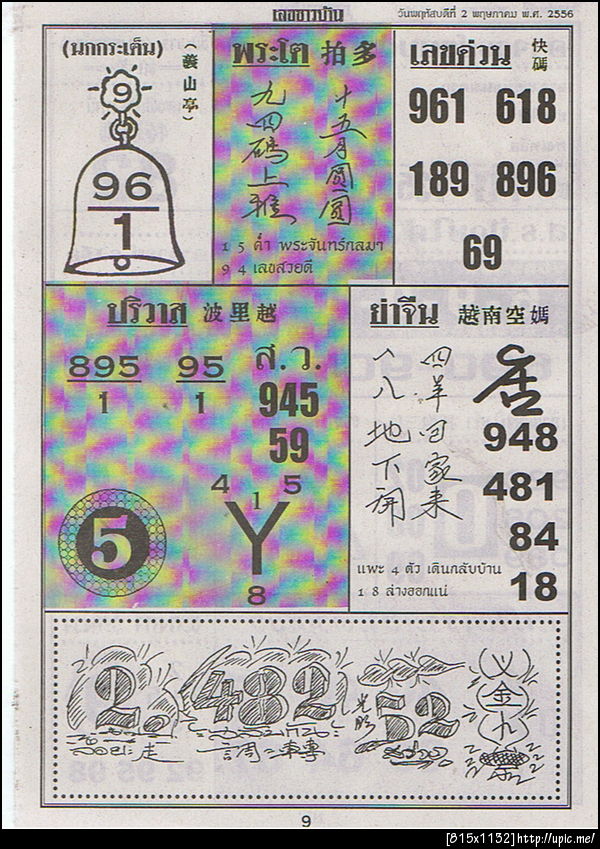 เลขชาวบ้าน
วันพฤหัสบดีที่ 2 พฤษภาคม พ.ศ. 2556
(นกกระเต็น)
(義山亭)
9
96
1
9
พระโต 拍多
十五月圓圓
九四碼上雅
1 5 ค่ำ พระจันทร์กลมๆ
9 4 เลขสวยดี
เลขด่วน 快碼
961 618
189 896
69
ปริวาส 波里越
895
1
95
1
ส.ว.
945
59
5
4 1 5
Y
8
ย่าจีน 越南空媽
四羊回家来
八地下開
948
481
84
18
แพะ 4 ตัว เดินกลับบ้าน
1 8 ล่างออกแน่
2
482
52
金
九
9
[815x1152]http://upic.me/